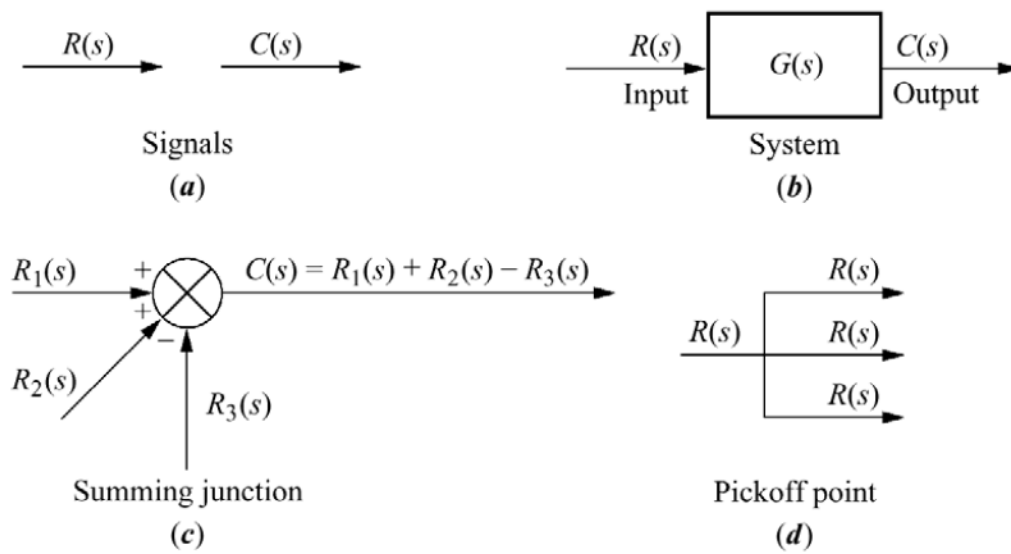 R(s)
C(s)
Signals
(a)
R(s)
Input
G(s)
C(s)
Output
System
(b)
R₁(s)
+
+
−
C(s) = R₁(s) + R₂(s) − R₃(s)
R₂(s)
R₃(s)
Summing junction
(c)
R(s)
R(s)
R(s)
R(s)
Pickoff point
(d)